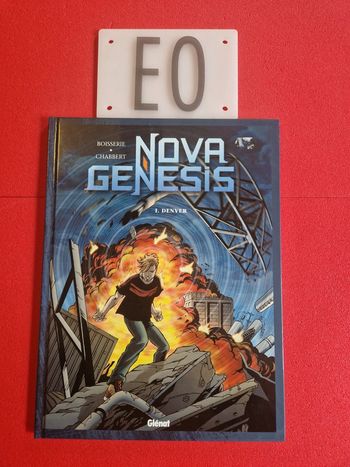 EO
BOISSERIE
CHABBERT
NOVA
GENESIS
1. DENVER
Glénat